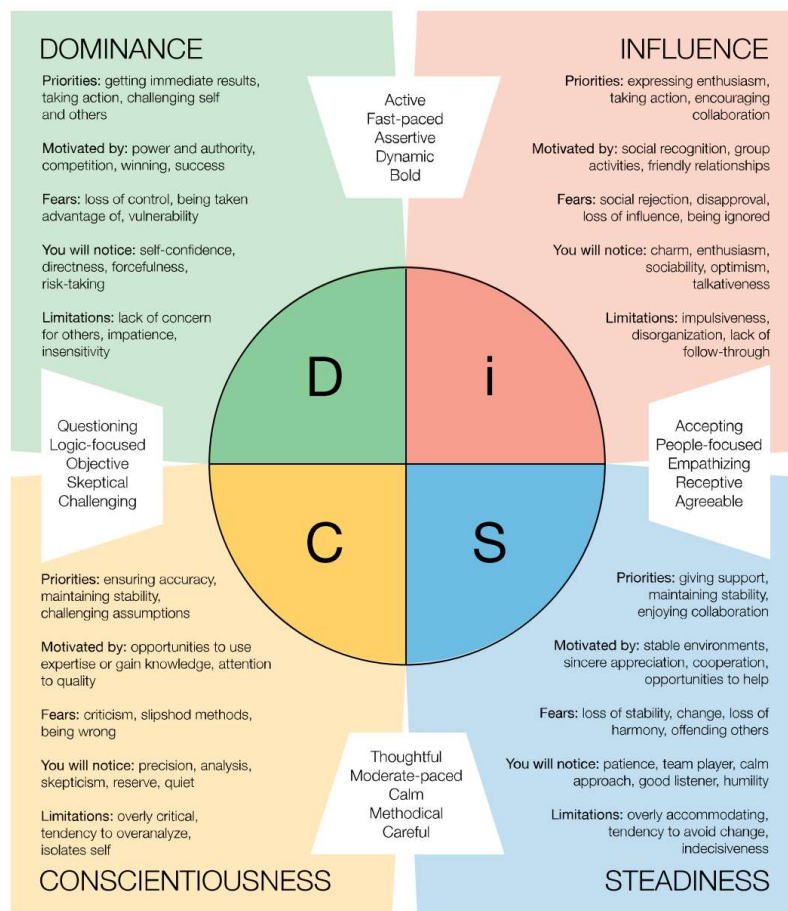 DOMINANCE
Priorities: getting immediate results,
taking action, challenging self
and others
Motivated by: power and authority,
competition, winning, success
Fears: loss of control, being taken
advantage of, vulnerability
You will notice: self-confidence,
directness, forcefulness,
risk-taking
Limitations: lack of concern
for others, impatience,
insensitivity
Active
Fast-paced
Assertive
Dynamic
Bold
INFLUENCE
Priorities: expressing enthusiasm,
taking action, encouraging
collaboration
Motivated by: social recognition, group
activities, friendly relationships
Fears: social rejection, disapproval,
loss of influence, being ignored
You will notice: charm, enthusiasm,
sociability, optimism,
talkativeness
Limitations: impulsiveness,
disorganization, lack of
follow-through
D
i
Questioning
Logic-focused
Objective
Skeptical
Challenging
Accepting
People-focused
Empathizing
Receptive
Agreeable
C
S
Priorities: ensuring accuracy,
maintaining stability,
challenging assumptions
Motivated by: opportunities to use
expertise or gain knowledge, attention
to quality
Fears: criticism, slipshod methods,
being wrong
You will notice: precision, analysis,
skepticism, reserve, quiet
Limitations: overly critical,
tendency to overanalyze,
isolates self
CONSCIENTIOUSNESS
Thoughtful
Moderate-paced
Calm
Methodical
Careful
Priorities: giving support,
maintaining stability,
enjoying collaboration
Motivated by: stable environments,
sincere appreciation, cooperation,
opportunities to help
Fears: loss of stability, change, loss of
harmony, offending others
You will notice: patience, team player, calm
approach, good listener, humility
Limitations: overly accommodating,
tendency to avoid change,
indecisiveness
STEADINESS